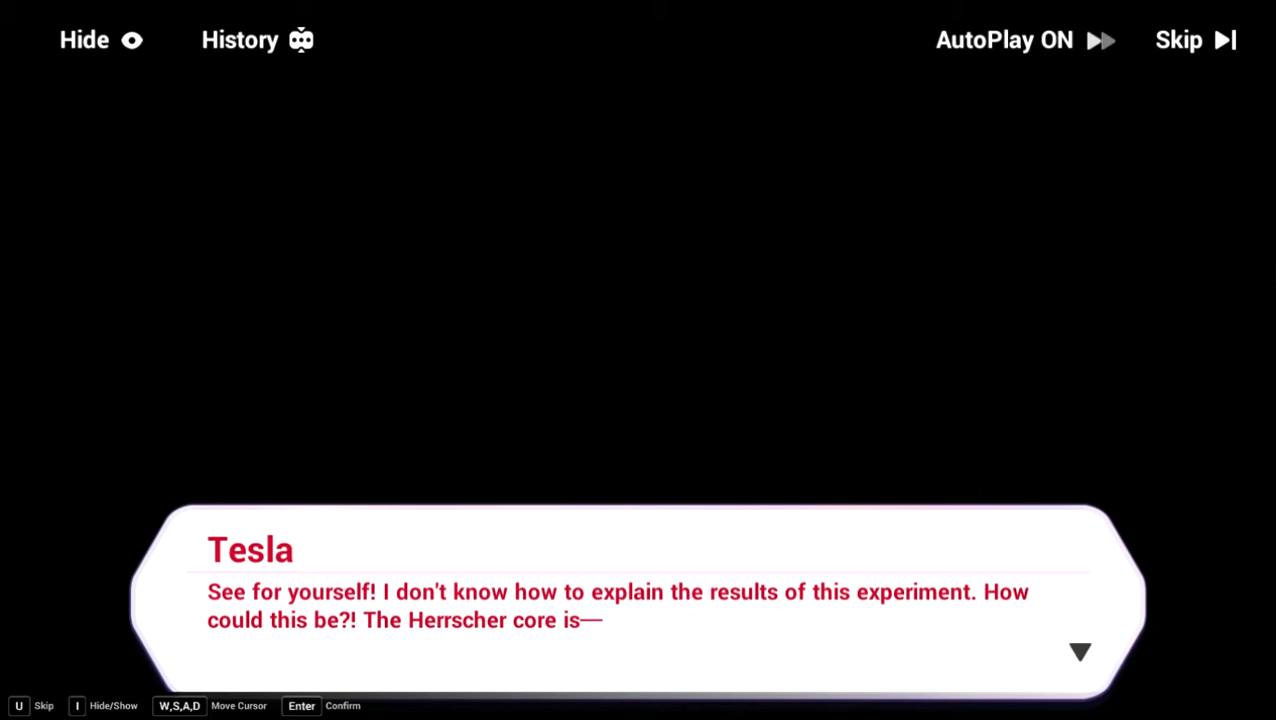 Hide
History
AutoPlay ON
Skip
Tesla
See for yourself! I don't know how to explain the results of this experiment. How
could this be?! The Herrscher core is—
U Skip
I Hide/Show
W,S,A,D Move Cursor
Enter Confirm